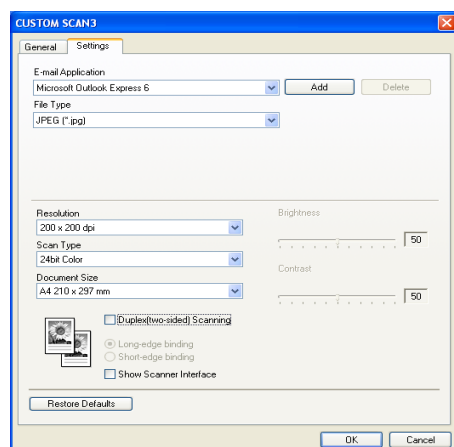 CUSTOM SCAN3
General Settings
E-mail Application
Microsoft Outlook Express 6 Add Delete
File Type
JPEG (*.jpg)
Resolution Brightness
200 x 200 dpi
50
Scan Type
24bit Color
Contrast
Document Size
A4 210 x 297 mm 50
Duplex(two-sided) Scanning
Long-edge binding
Short-edge binding
Show Scanner Interface
Restore Defaults
OK Cancel